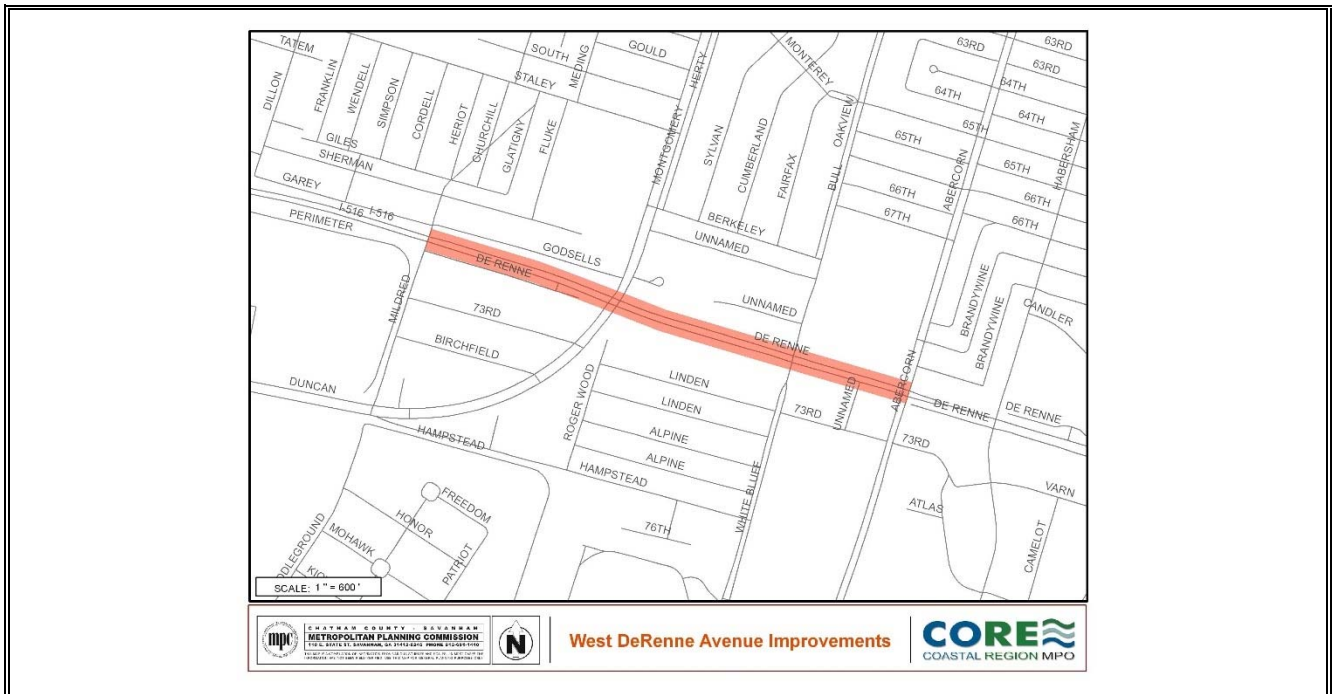 TATEM
SOUTH
GOULD
MEDING
STALEY
HERTY
MONTEREY
63RD
63RD
63RD
64TH
64TH
64TH
DILLON
FRANKLIN
WENDELL
SIMPSON
CORDELL
HERIOT
CHURCHILL
GLATIGNY
FLUKE
MONTGOMERY
SYLVAN
CUMBERLAND
FAIRFAX
BULL
OAKVIEW
65TH
65TH
65TH
ABERCORN
HABERSHAM
GILES
SHERMAN
GAREY
66TH
66TH
66TH
67TH
I-516
I-516
PERIMETER
BERKELEY
UNNAMED
GODSELLS
DE RENNE
UNNAMED
DE RENNE
BRANDYWINE
BRANDYWINE
CANDLER
MILDRED
73RD
BIRCHFIELD
DUNCAN
ROGER WOOD
LINDEN
LINDEN
ALPINE
ALPINE
HAMPSTEAD
HAMPSTEAD
73RD
UNNAMED
ABERCORN
DE RENNE
DE RENNE
73RD
WHITE BLUFF
VARN
ATLAS
CAMELOT
76TH
FREEDOM
HONOR
MOHAWK
PATRIOT
DDLEGROUND
SCALE: 1 " = 600 '
mpc
CHATHAM COUNTY - SAVANNAH
METROPOLITAN PLANNING COMMISSION
N
West DeRenne Avenue Improvements
CORE
COASTAL REGION MPO